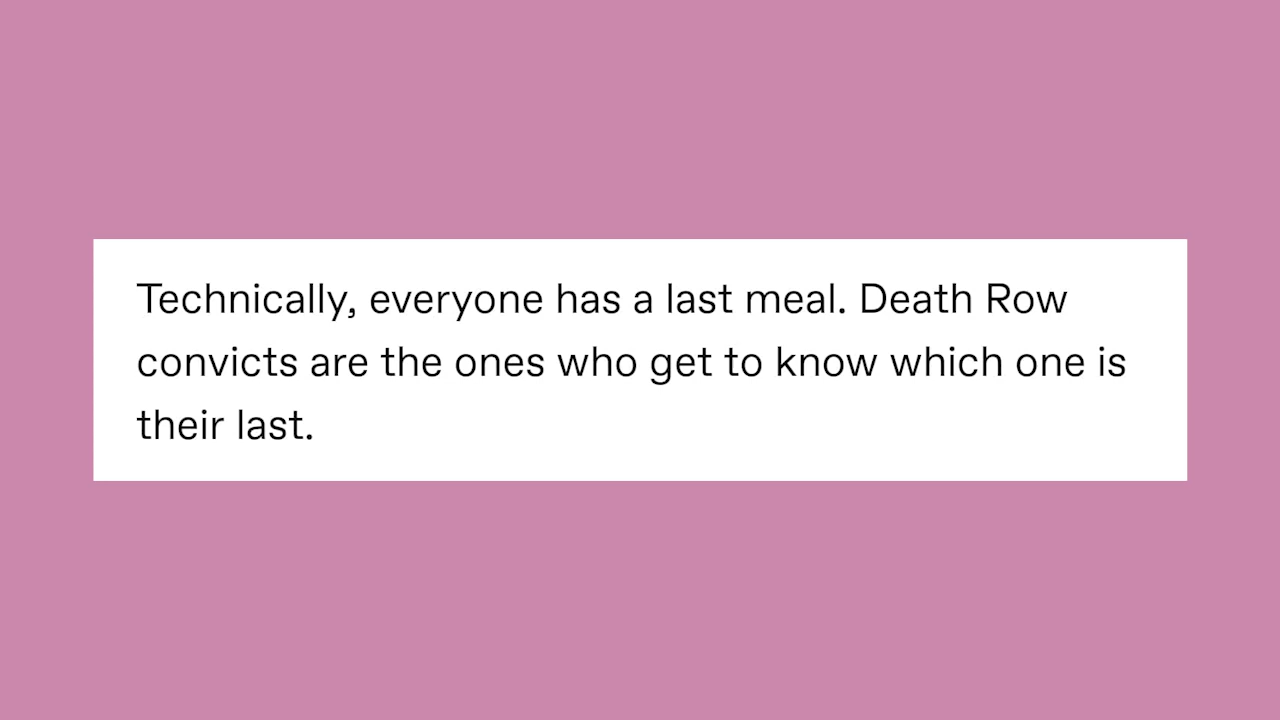 Technically, everyone has a last meal. Death Row
convicts are the ones who get to know which one is
their last.